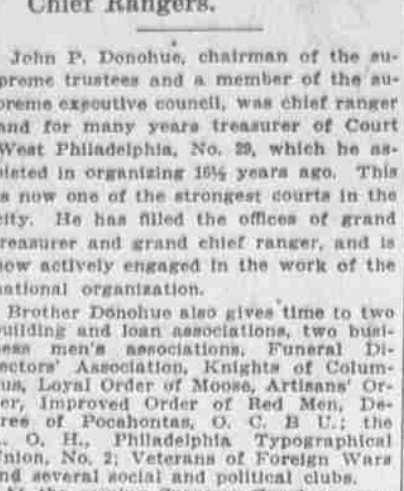 Chief Rangers.
John P. Donohue, chairman of the su-
preme trustees and a member of the su-
preme executive council, was chief ranger
and for many years treasurer of Court
West Philadelphia, No. 29, which he as-
sisted in organizing 16½ years ago. This
is now one of the strongest courts in the
city. He has filled the offices of grand
treasurer and grand chief ranger, and is
now actively engaged in the work of the
national organization.
Brother Donohue also gives time to two
building and loan associations, two busi-
ness men's associations, Funeral Di-
rectors' Association, Knights of Colum-
bus, Loyal Order of Moose, Artisans' Or-
der, Improved Order of Red Men, De-
gree of Pocahontas, O. C. B U.; the
A. O. H., Philadelphia Typographical
Union, No. 2; Veterans of Foreign Wars
and several social and political clubs.